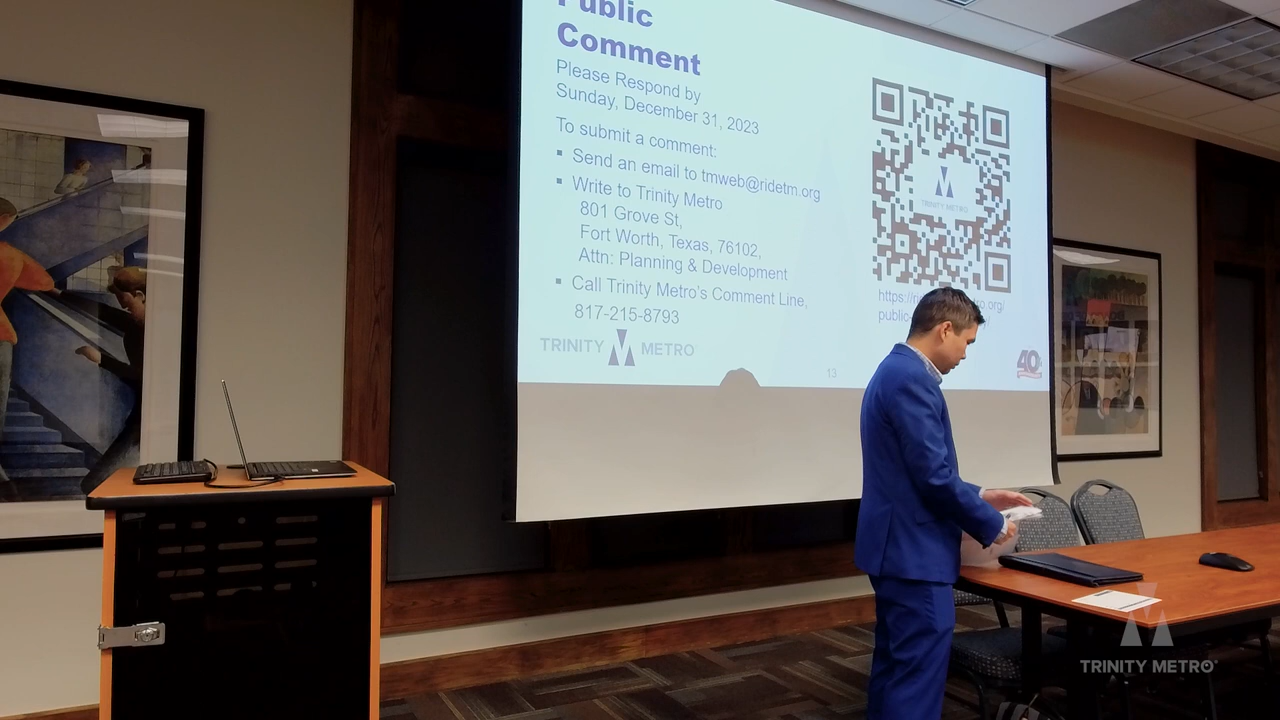 Public
Comment
Please Respond by
Sunday, December 31, 2023
To submit a comment:
▪ Send an email to tmweb@ridetm.org
▪ Write to Trinity Metro
801 Grove St,
Fort Worth, Texas, 76102,
Attn: Planning & Development
▪ Call Trinity Metro's Comment Line,
817-215-8793
TRINITY METRO
13
TRINITY METRO
40
TRINITY METRO